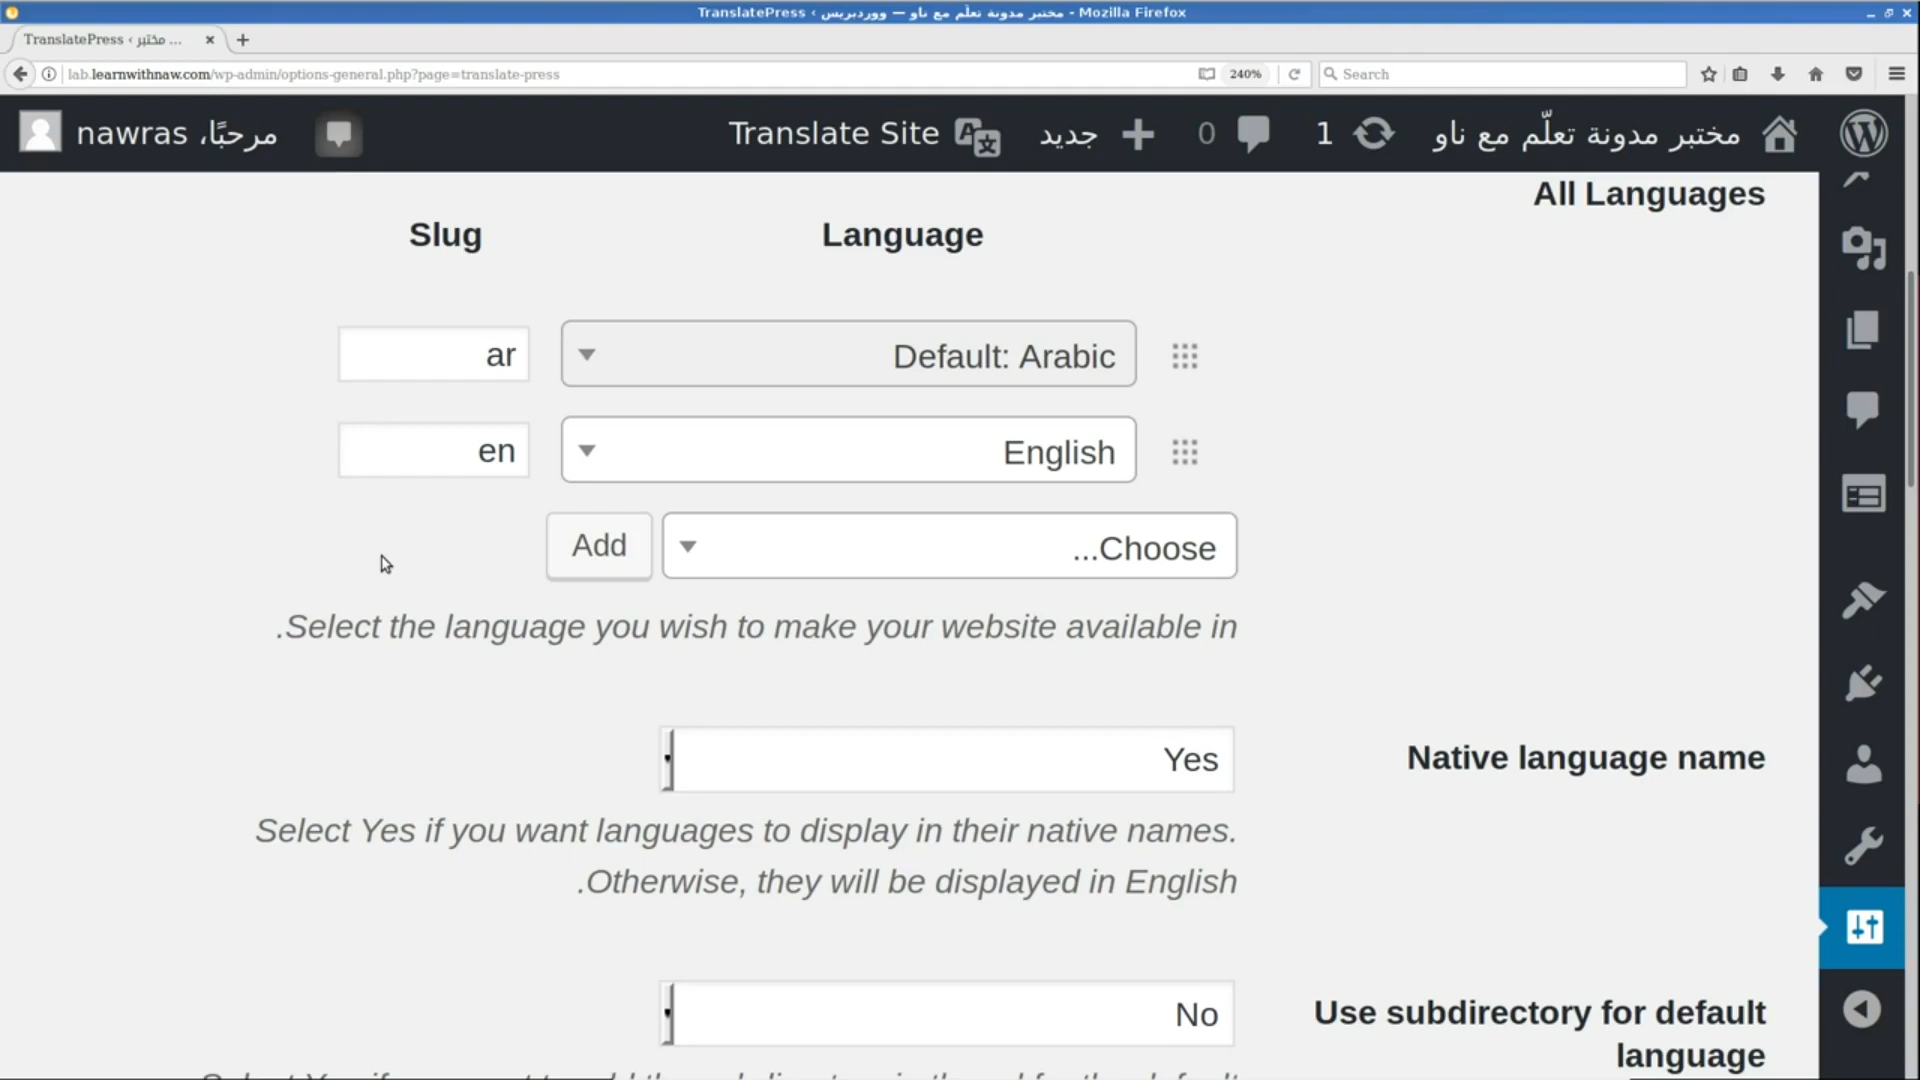 TranslatePress ‹ مختبر مدونة تعلّم مع ناو — ووردبريس - Mozilla Firefox
TranslatePress ‹ مختبر ...
lab.learnwithnaw.com/wp-admin/options-general.php?page=translate-press
240%
Search
مختبر مدونة تعلّم مع ناو
1
0
جديد
Translate Site
مرحبًا، nawras
All Languages
Language
Slug
Default: Arabic
ar
English
en
...Choose
Add
.Select the language you wish to make your website available in
Native language name
Yes
Select Yes if you want languages to display in their native names.
.Otherwise, they will be displayed in English
Use subdirectory for default
language
No